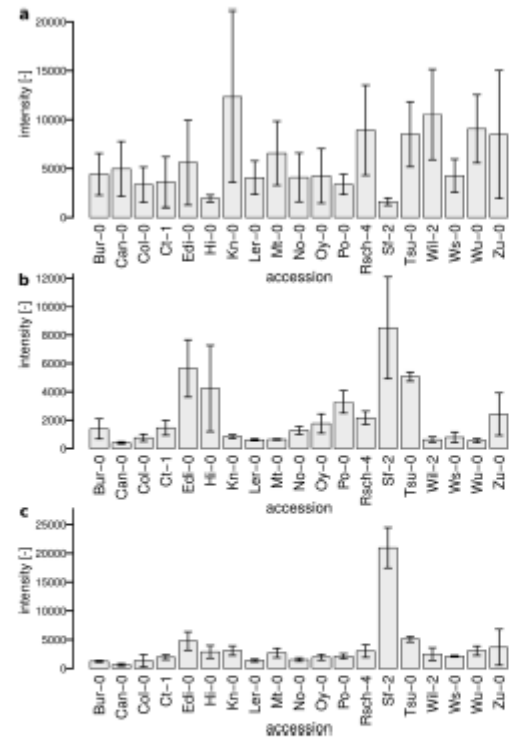 a
intensity [-]
20000
15000
10000
5000
0
Bur-0 Can-0 Col-0 Ct-1 Edi-0 Hi-0 Kn-0 Ler-0 Mt-0 No-0 Oy-0 Po-0 Rsch-4 Sf-2 Tsu-0 Wil-2 Ws-0 Wu-0 Zu-0
accession
b
intensity [-]
12000
10000
8000
6000
4000
2000
0
Bur-0 Can-0 Col-0 Ct-1 Edi-0 Hi-0 Kn-0 Ler-0 Mt-0 No-0 Oy-0 Po-0 Rsch-4 Sf-2 Tsu-0 Wil-2 Ws-0 Wu-0 Zu-0
accession
c
intensity [-]
25000
20000
15000
10000
5000
0
Bur-0 Can-0 Col-0 Ct-1 Edi-0 Hi-0 Kn-0 Ler-0 Mt-0 No-0 Oy-0 Po-0 Rsch-4 Sf-2 Tsu-0 Wil-2 Ws-0 Wu-0 Zu-0
accession